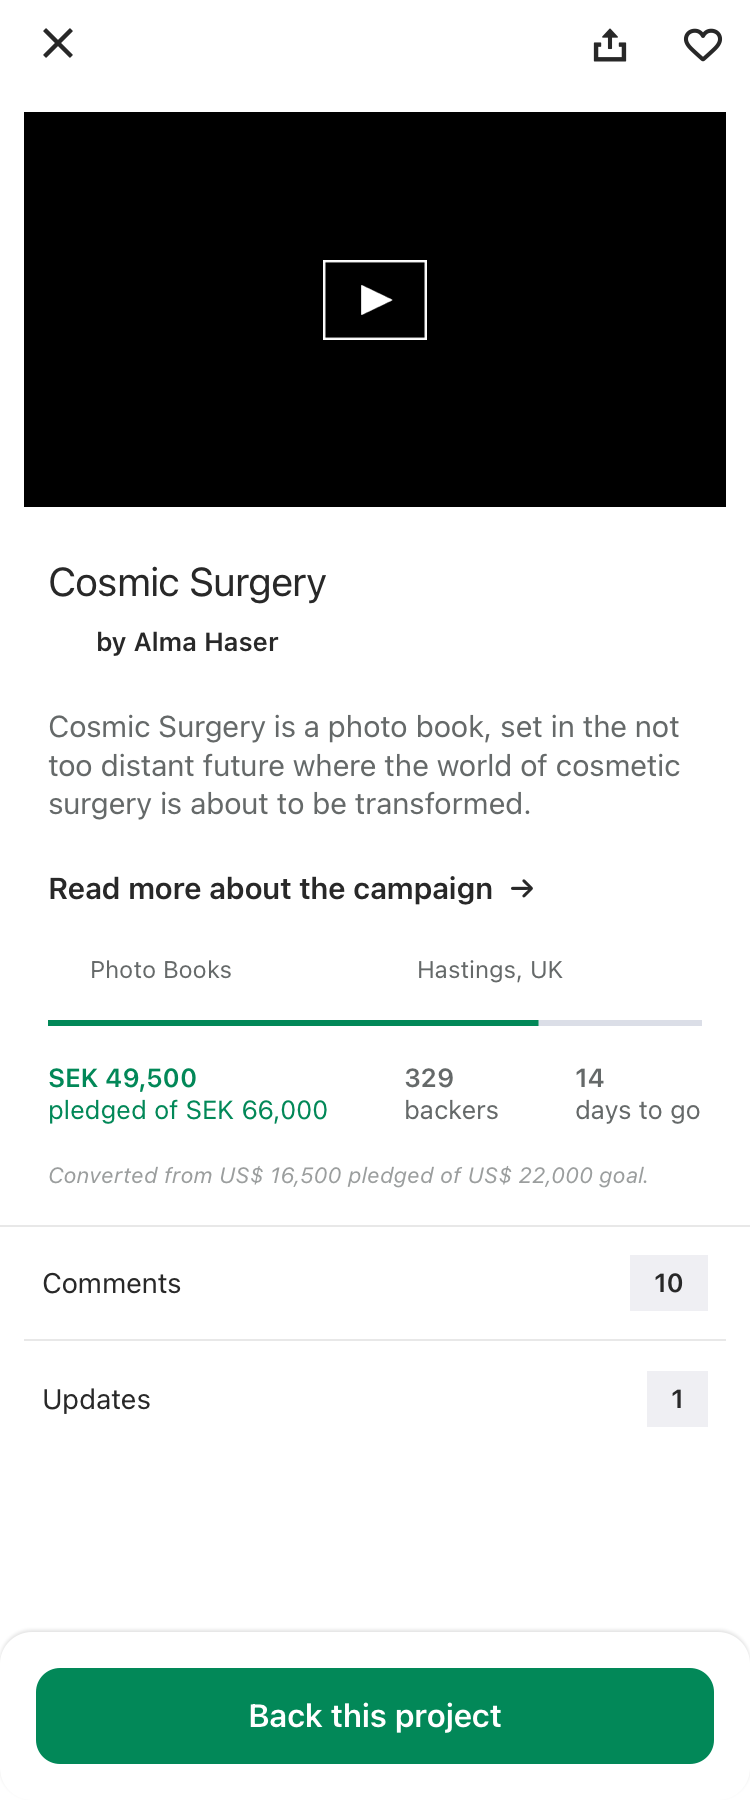 Cosmic Surgery
by Alma Haser
Cosmic Surgery is a photo book, set in the not
too distant future where the world of cosmetic
surgery is about to be transformed.
Read more about the campaign →
Photo Books
Hastings, UK
SEK 49,500
pledged of SEK 66,000
329
backers
14
days to go
Converted from US$ 16,500 pledged of US$ 22,000 goal.
Comments
10
Updates
1
Back this project